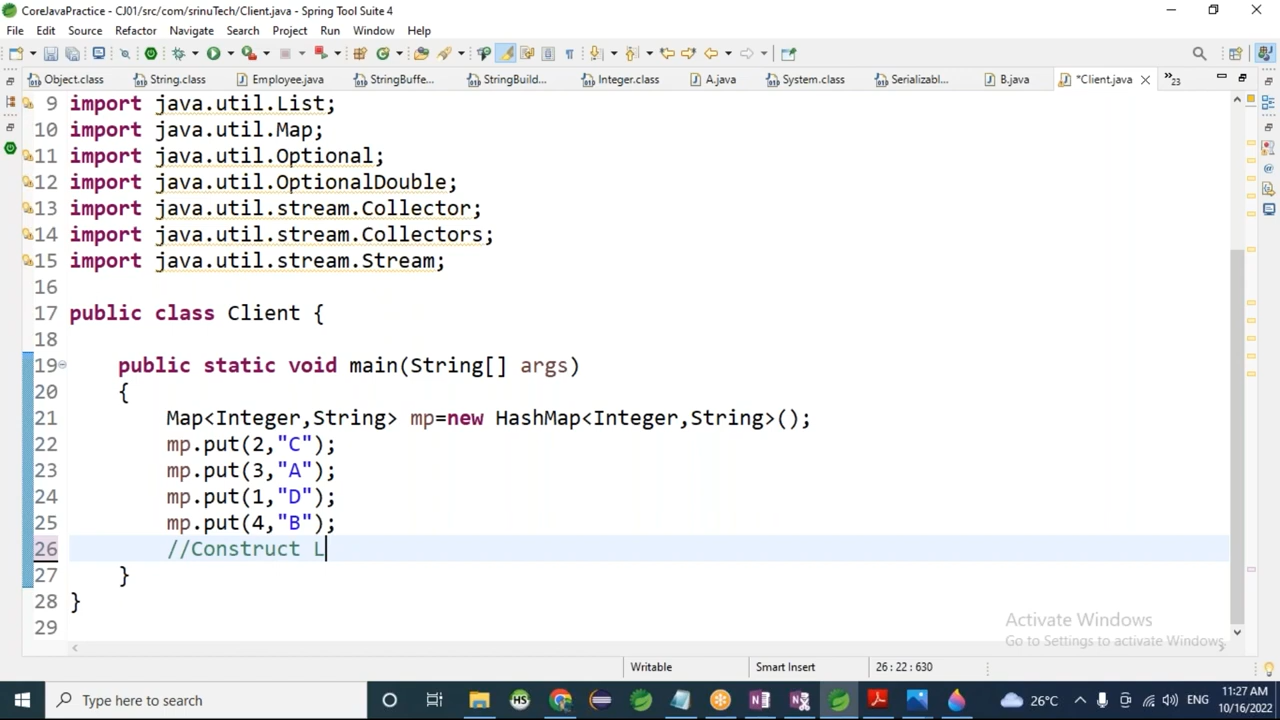 CoreJavaPractice - CJ01/src/com/srinuTech/Client.java - Spring Tool Suite 4
File Edit Source Refactor Navigate Search Project Run Window Help
Object.class String.class Employee.java StringBuffe... StringBuild... Integer.class A.java System.class Serializabl... B.java *Client.java »23
9 import java.util.List;
10 import java.util.Map;
11 import java.util.Optional;
12 import java.util.OptionalDouble;
13 import java.util.stream.Collector;
14 import java.util.stream.Collectors;
15 import java.util.stream.Stream;
16
17 public class Client {
18
19 public static void main(String[] args)
20 {
21 Map<Integer,String> mp=new HashMap<Integer,String>();
22 mp.put(2,"C");
23 mp.put(3,"A");
24 mp.put(1,"D");
25 mp.put(4,"B");
26 //Construct L
27 }
28 }
29
Activate Windows
Go to Settings to activate Windows.
Writable Smart Insert 26 : 22 : 630
Type here to search HS 26°C ENG 11:27 AM
10/16/2022